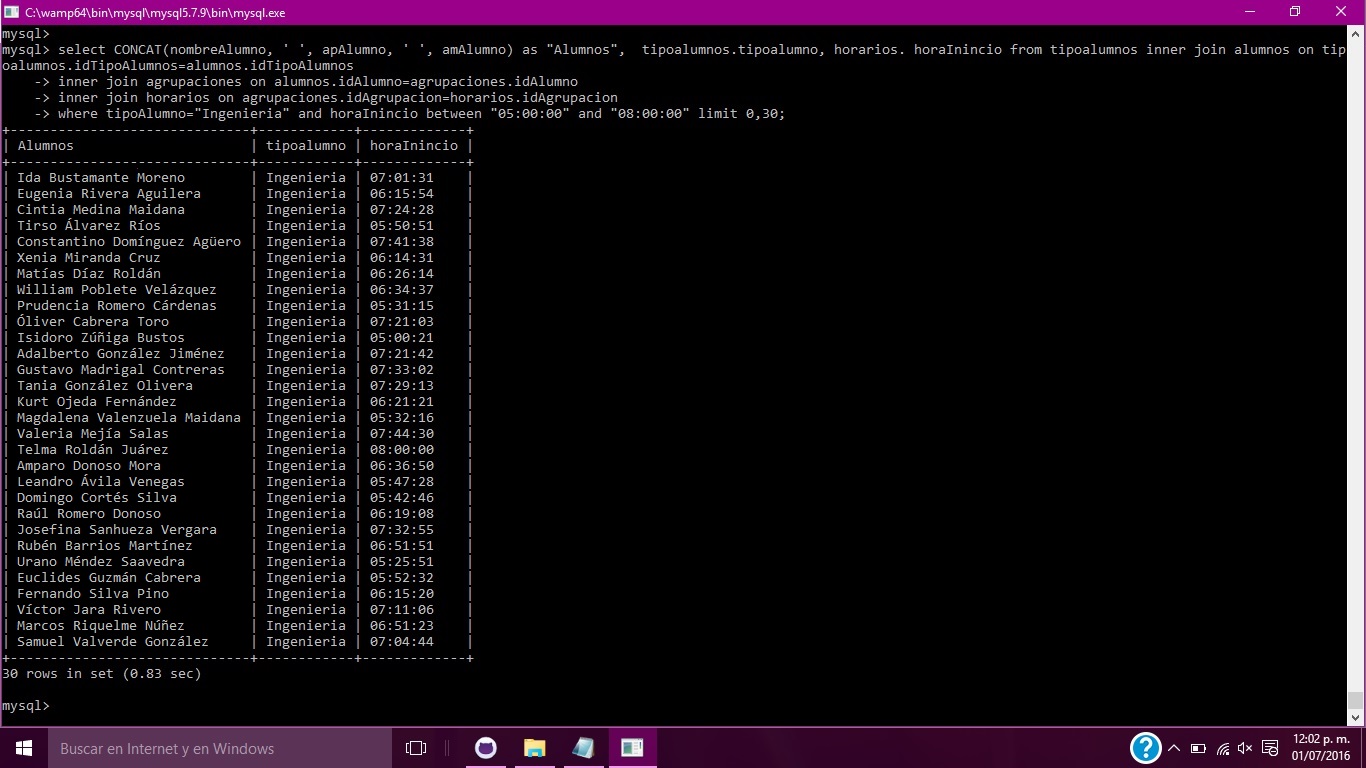 C:\wamp64\bin\mysql\mysql5.7.9\bin\mysql.exe
mysql>
mysql> select CONCAT(nombreAlumno, ' ', apAlumno, ' ', amAlumno) as "Alumnos",  tipoalumnos.tipoalumno, horarios. horaInincio from tipoalumnos inner join alumnos on tip
oalumnos.idTipoAlumnos=alumnos.idTipoAlumnos
    -> inner join agrupaciones on alumnos.idAlumno=agrupaciones.idAlumno
    -> inner join horarios on agrupaciones.idAgrupacion=horarios.idAgrupacion
    -> where tipoAlumno="Ingenieria" and horaInincio between "05:00:00" and "08:00:00" limit 0,30;
+------------------------------+------------+-------------+
| Alumnos                      | tipoalumno | horaInincio |
+------------------------------+------------+-------------+
| Ida Bustamante Moreno        | Ingenieria | 07:01:31    |
| Eugenia Rivera Aguilera      | Ingenieria | 06:15:54    |
| Cintia Medina Maidana        | Ingenieria | 07:24:28    |
| Tirso Álvarez Ríos           | Ingenieria | 05:50:51    |
| Constantino Domínguez Agüero | Ingenieria | 07:41:38    |
| Xenia Miranda Cruz           | Ingenieria | 06:14:31    |
| Matías Díaz Roldán           | Ingenieria | 06:26:14    |
| William Poblete Velázquez    | Ingenieria | 06:34:37    |
| Prudencia Romero Cárdenas    | Ingenieria | 05:31:15    |
| Óliver Cabrera Toro          | Ingenieria | 07:21:03    |
| Isidoro Zúñiga Bustos        | Ingenieria | 05:00:21    |
| Adalberto González Jiménez   | Ingenieria | 07:21:42    |
| Gustavo Madrigal Contreras   | Ingenieria | 07:33:02    |
| Tania González Olivera       | Ingenieria | 07:29:13    |
| Kurt Ojeda Fernández         | Ingenieria | 06:21:21    |
| Magdalena Valenzuela Maidana | Ingenieria | 05:32:16    |
| Valeria Mejía Salas          | Ingenieria | 07:44:30    |
| Telma Roldán Juárez          | Ingenieria | 08:00:00    |
| Amparo Donoso Mora           | Ingenieria | 06:36:50    |
| Leandro Ávila Venegas        | Ingenieria | 05:47:28    |
| Domingo Cortés Silva         | Ingenieria | 05:42:46    |
| Raúl Romero Donoso           | Ingenieria | 06:19:08    |
| Josefina Sanhueza Vergara    | Ingenieria | 07:32:55    |
| Rubén Barrios Martínez       | Ingenieria | 06:51:51    |
| Urano Méndez Saavedra        | Ingenieria | 05:25:51    |
| Euclides Guzmán Cabrera      | Ingenieria | 05:52:32    |
| Fernando Silva Pino          | Ingenieria | 06:15:20    |
| Víctor Jara Rivero           | Ingenieria | 07:11:06    |
| Marcos Riquelme Núñez        | Ingenieria | 06:51:23    |
| Samuel Valverde González     | Ingenieria | 07:04:44    |
+------------------------------+------------+-------------+
30 rows in set (0.83 sec)
mysql>
Buscar en Internet y en Windows
12:02 p. m.
01/07/2016